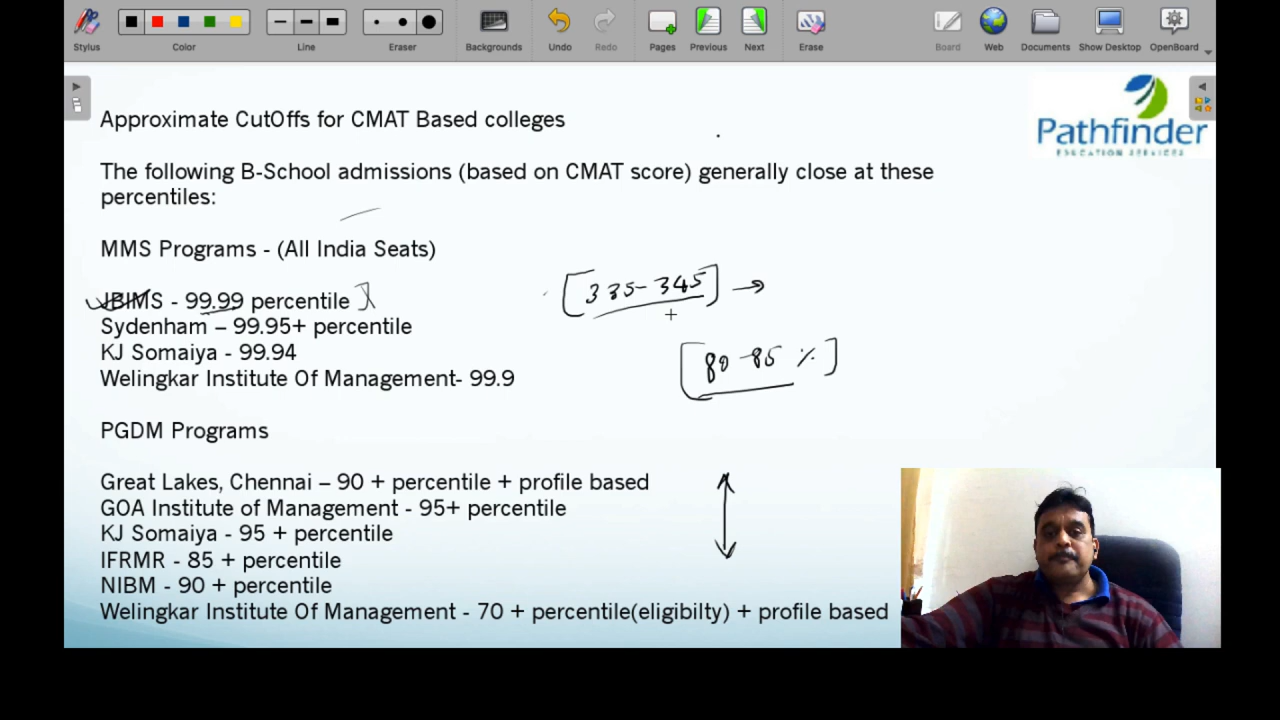 Stylus
Color
Line
Eraser
Backgrounds
Undo
Redo
Pages
Previous
Next
Erase
Board
Web
Documents
Show Desktop
OpenBoard
Pathfinder
EDUCATION SERVICES
Approximate CutOffs for CMAT Based colleges
The following B-School admissions (based on CMAT score) generally close at these
percentiles:
MMS Programs - (All India Seats)
JBIMS - 99.99 percentile
Sydenham – 99.95+ percentile
KJ Somaiya - 99.94
Welingkar Institute Of Management- 99.9
[335-345] →
[80-85 %]
PGDM Programs
Great Lakes, Chennai – 90 + percentile + profile based
GOA Institute of Management - 95+ percentile
KJ Somaiya - 95 + percentile
IFRMR - 85 + percentile
NIBM - 90 + percentile
Welingkar Institute Of Management - 70 + percentile(eligibilty) + profile based